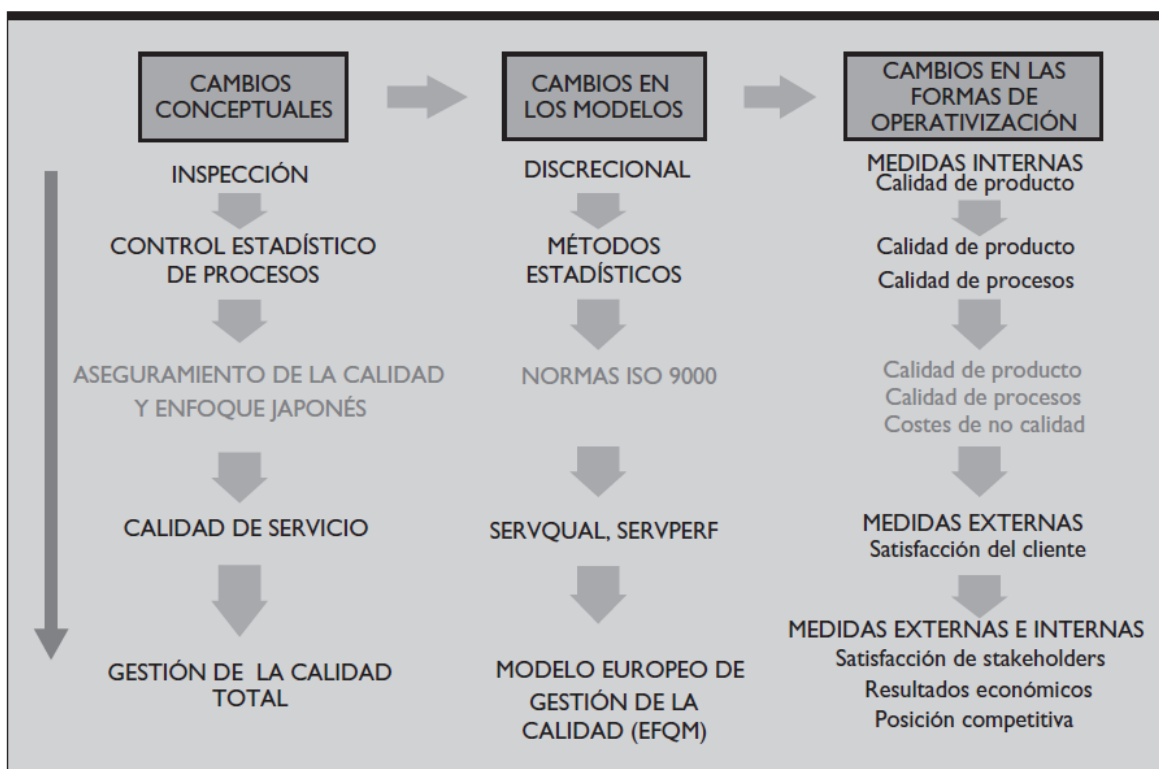 CAMBIOS
CONCEPTUALES
CAMBIOS EN
LOS MODELOS
CAMBIOS EN LAS
FORMAS DE
OPERATIVIZACIÓN
INSPECCIÓN
DISCRECIONAL
MEDIDAS INTERNAS
Calidad de producto
CONTROL ESTADÍSTICO
DE PROCESOS
MÉTODOS
ESTADÍSTICOS
Calidad de producto
Calidad de procesos
ASEGURAMIENTO DE LA CALIDAD
Y ENFOQUE JAPONÉS
NORMAS ISO 9000
Calidad de producto
Calidad de procesos
Costes de no calidad
CALIDAD DE SERVICIO
SERVQUAL, SERVPERF
MEDIDAS EXTERNAS
Satisfacción del cliente
GESTIÓN DE LA CALIDAD
TOTAL
MODELO EUROPEO DE
GESTIÓN DE LA
CALIDAD (EFQM)
MEDIDAS EXTERNAS E INTERNAS
Satisfacción de stakeholders
Resultados económicos
Posición competitiva